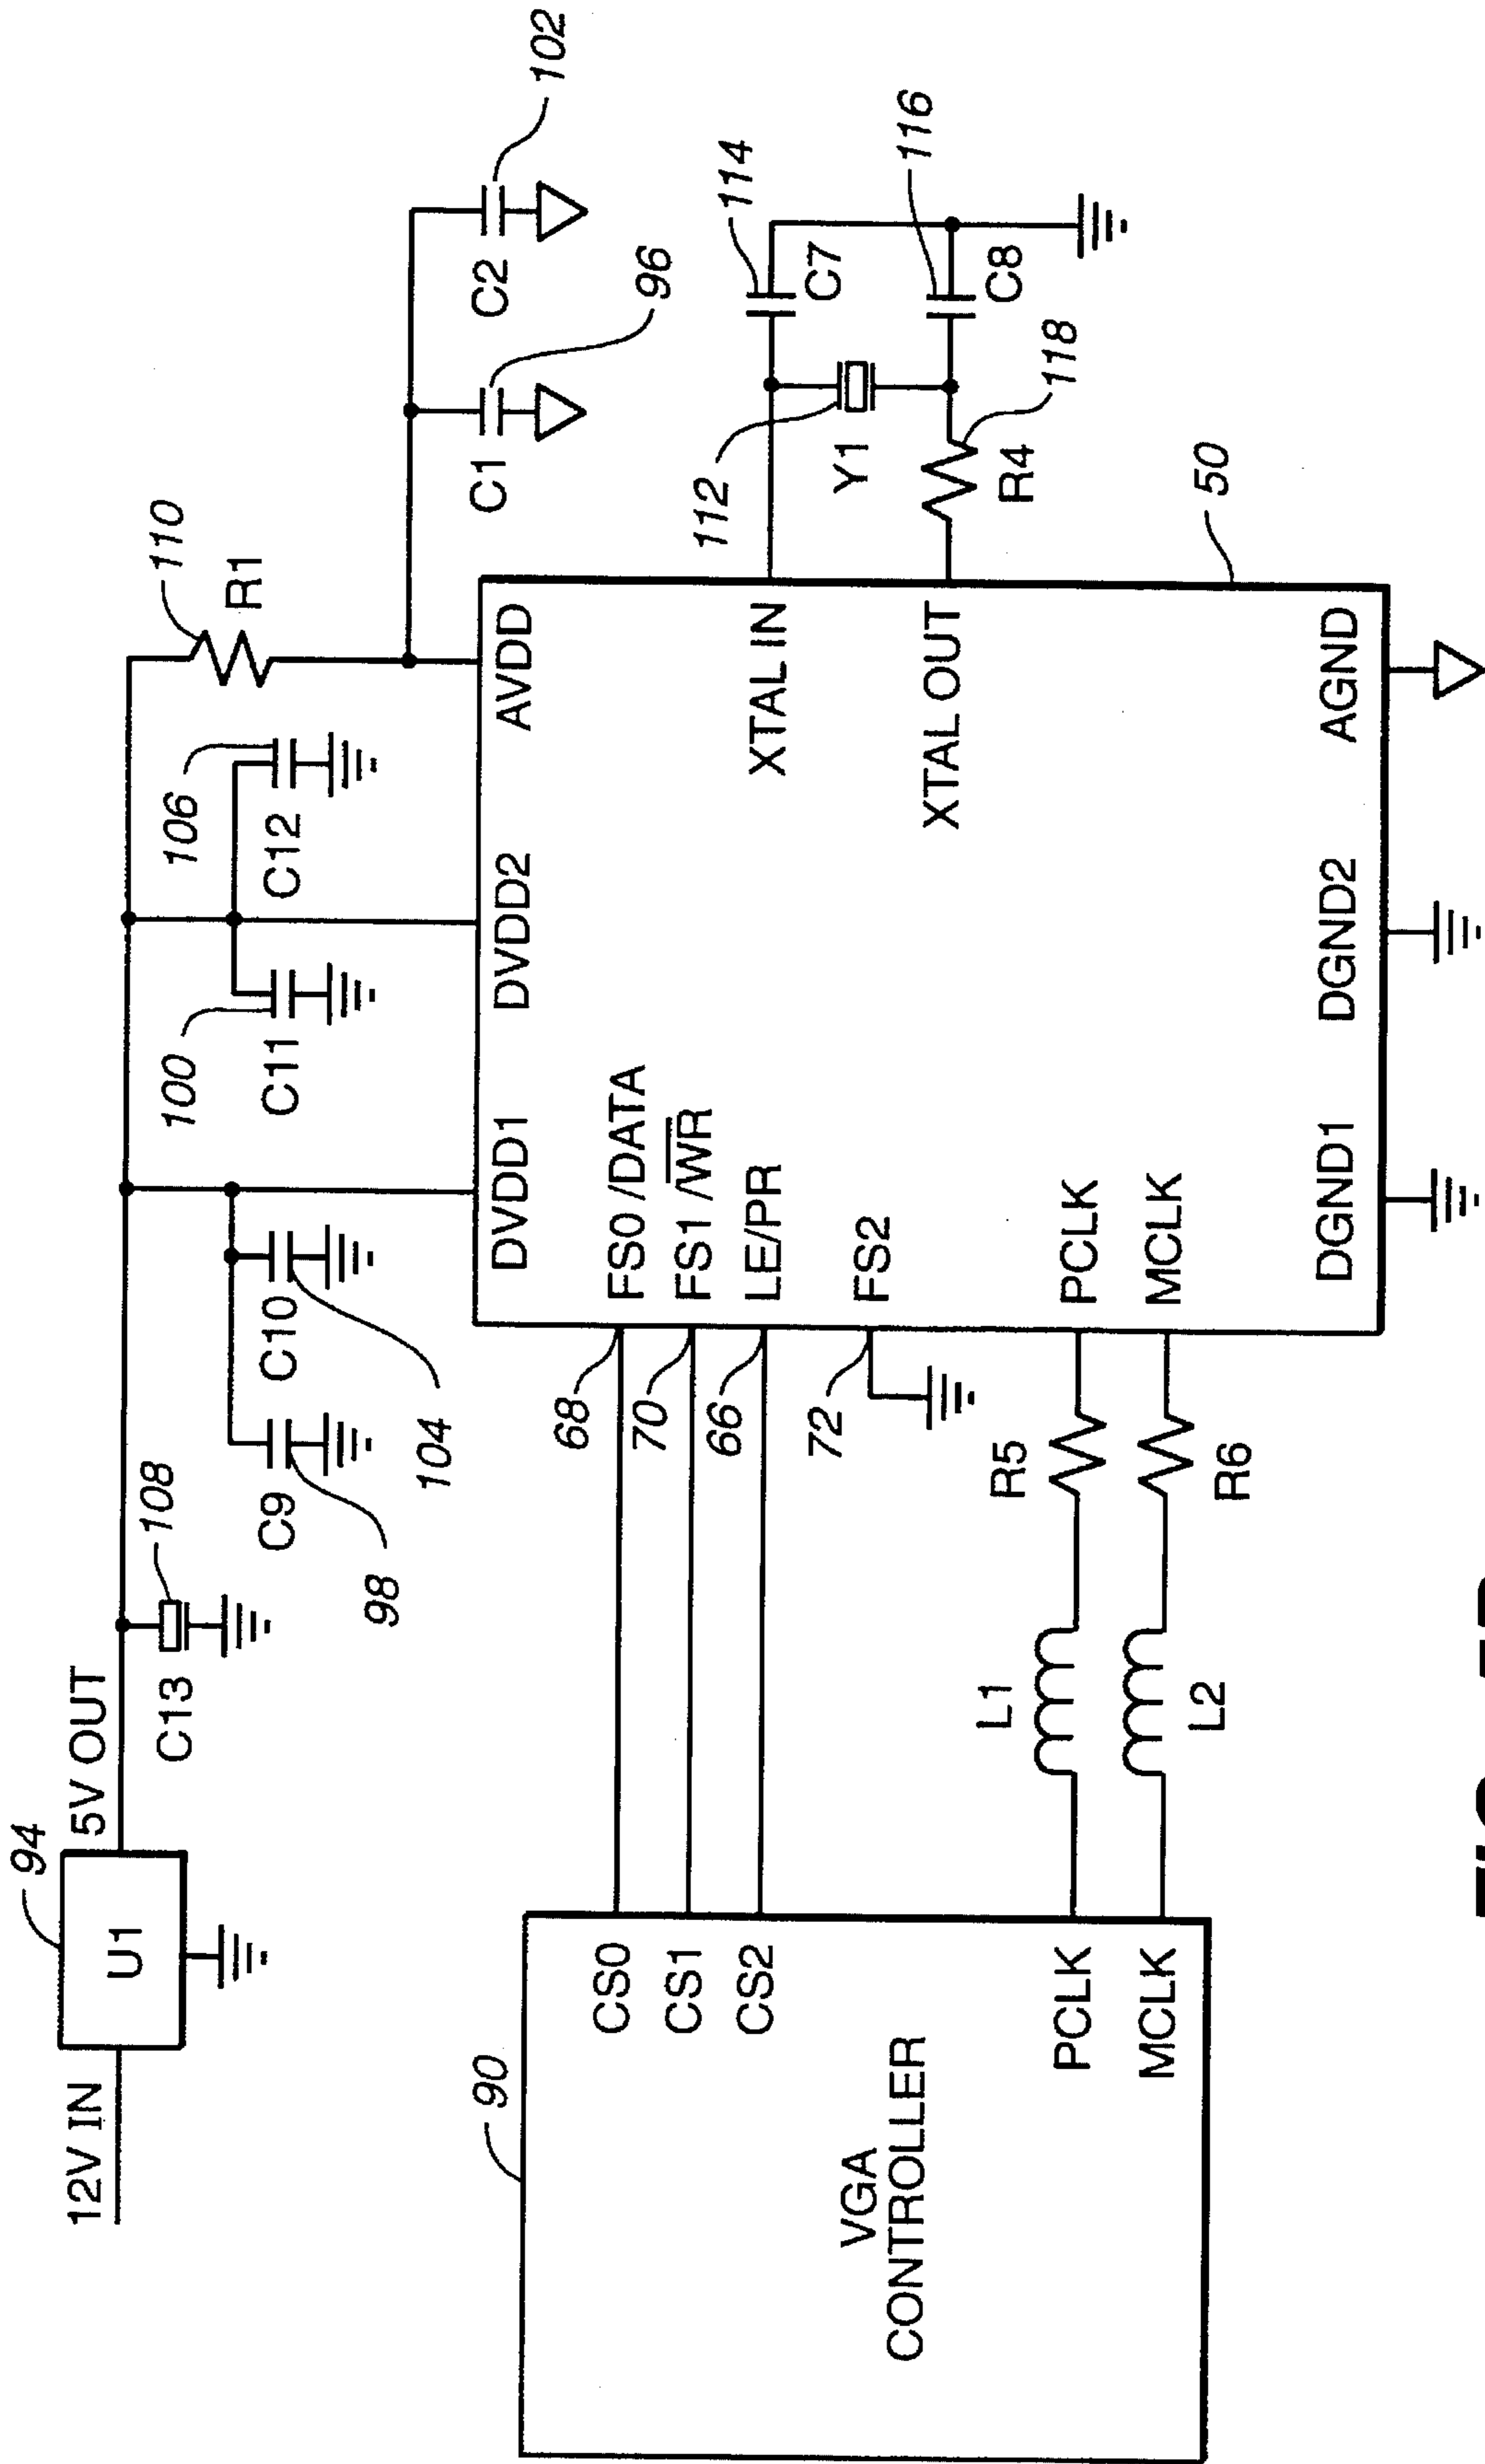 12V IN
94
U1
5V OUT
C13
108
C9
98
C10
104
100
C11
106
C12
110
R1
C1
96
C2
102
90
VGA
CONTROLLER
CS0
CS1
CS2
PCLK
MCLK
L1
L2
R5
R6
68
70
66
72
DVDD1
DVDD2
AVDD
FS0 /DATA
FS1 /WR
LE/PR
FS2
PCLK
MCLK
XTAL IN
XTAL OUT
DGND1
DGND2
AGND
50
112
Y1
114
C7
116
C8
118
R4